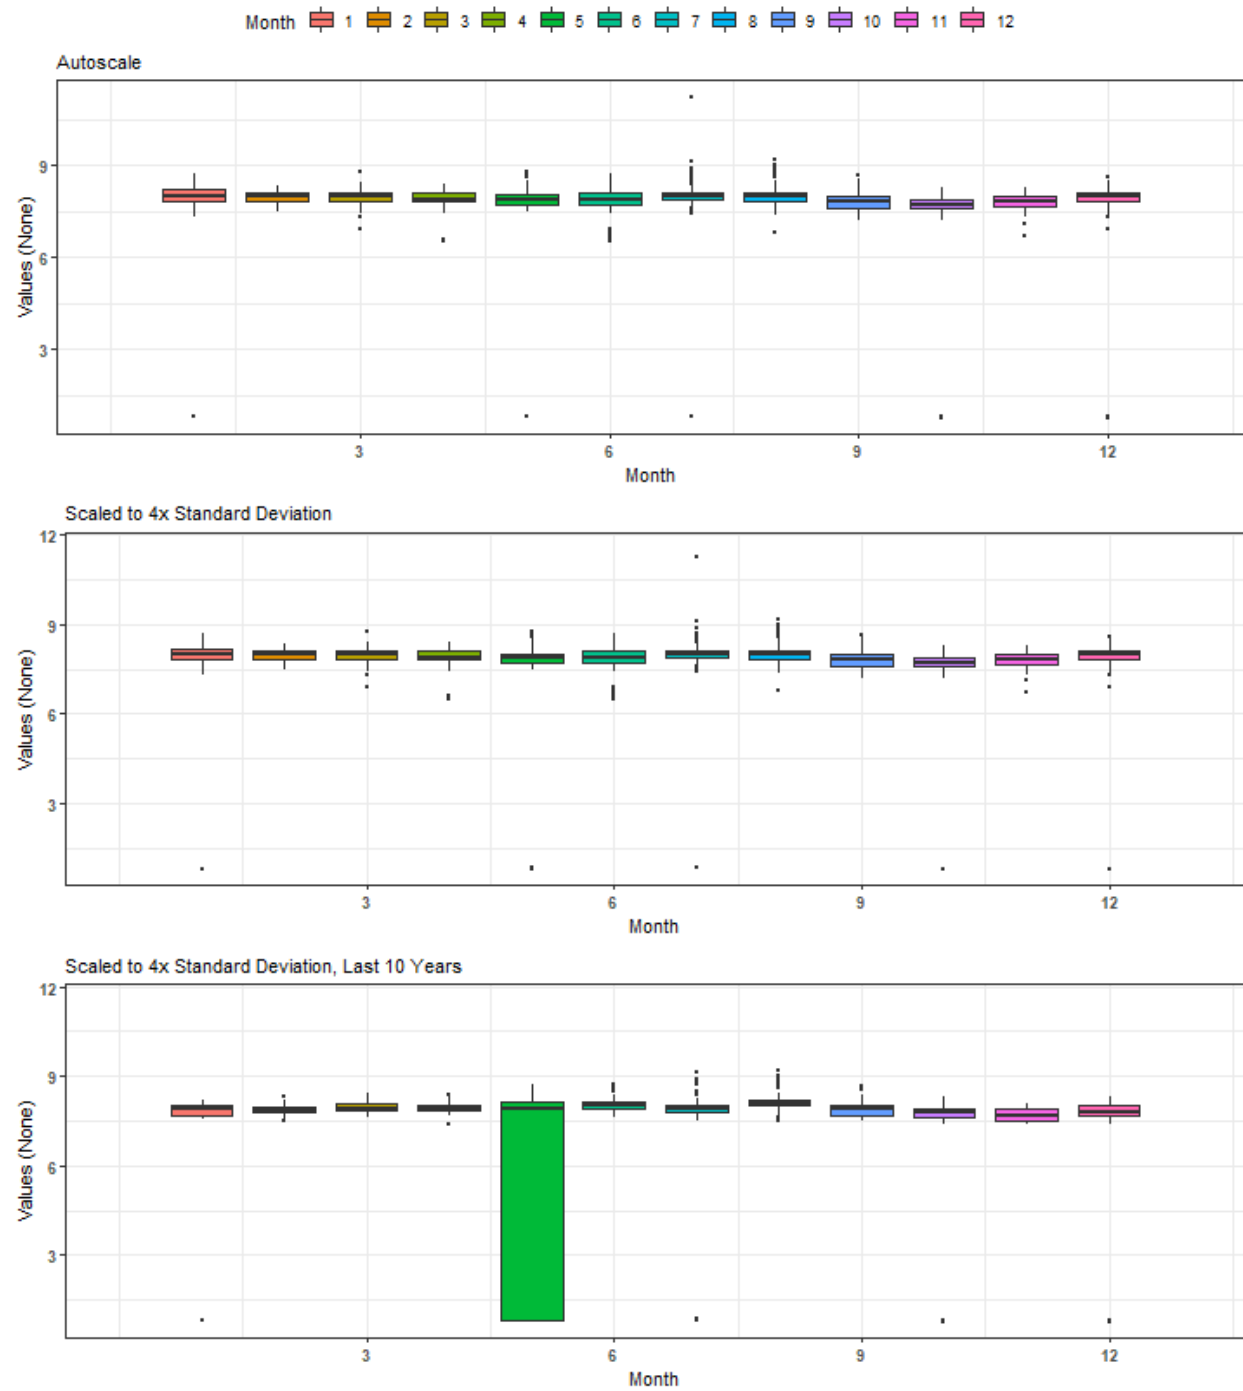 Month 1 2 3 4 5 6 7 8 9 10 11 12
Autoscale
9
6
3
Values (None)
3 6 9 12
Month
Scaled to 4x Standard Deviation
12
9
6
3
Values (None)
3 6 9 12
Month
Scaled to 4x Standard Deviation, Last 10 Years
12
9
6
3
Values (None)
3 6 9 12
Month